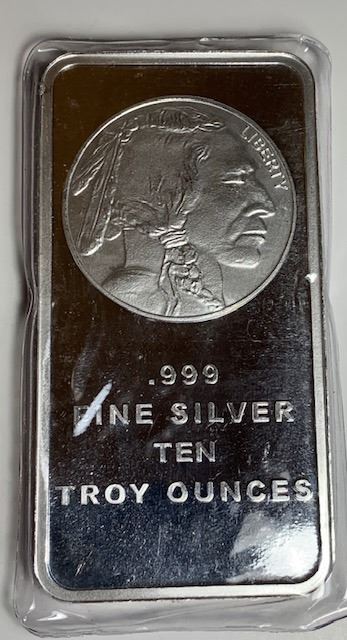 LIBERTY
.999
FINE SILVER
TEN
TROY OUNCES